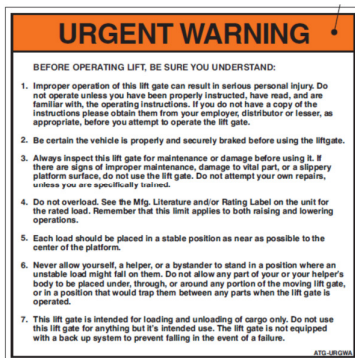 URGENT WARNING
BEFORE OPERATING LIFT, BE SURE YOU UNDERSTAND:
1. Improper operation of this lift gate can result in serious personal injury. Do
not operate unless you have been properly instructed, have read, and are
familiar with, the operating instructions. If you do not have a copy of the
instructions please obtain them from your employer, distributor or lesser, as
appropriate, before you attempt to operate the lift gate.
2. Be certain the vehicle is properly and securely braked before using the liftgate.
3. Always inspect this lift gate for maintenance or damage before using it. If
there are signs of improper maintenance, damage to vital part, or a slippery
platform surface, do not use the lift gate. Do not attempt your own repairs,
unless you are specifically trained.
4. Do not overload. See the Mfg. Literature and/or Rating Label on the unit for
the rated load. Remember that this limit applies to both raising and lowering
operations.
5. Each load should be placed in a stable position as near as possible to the
center of the platform.
6. Never allow yourself, a helper, or a bystander to stand in a position where an
unstable load might fall on them. Do not allow any part of your or your helper's
body to be placed under, through, or around any portion of the moving lift gate,
or in a position that would trap them between any parts when the lift gate is
operated.
7. This lift gate is intended for loading and unloading of cargo only. Do not use
this lift gate for anything but it's intended use. The lift gate is not equipped
with a back up system to prevent falling in the event of a failure.
ATG-URGWA